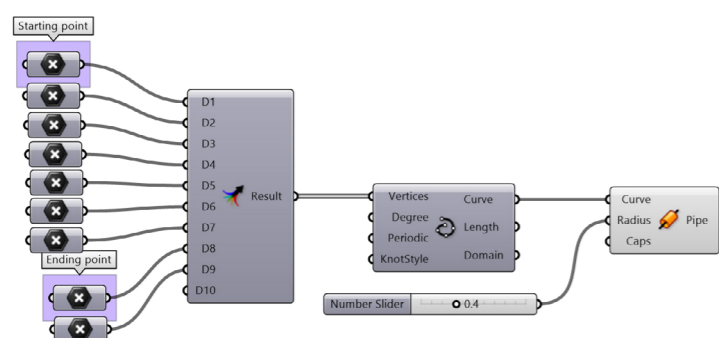 Starting point
D1
D2
D3
D4
D5
D6
D7
D8
D9
D10
Result
Ending point
Vertices
Degree
Periodic
KnotStyle
Curve
Length
Domain
Number Slider
0.4
Curve
Radius
Caps
Pipe